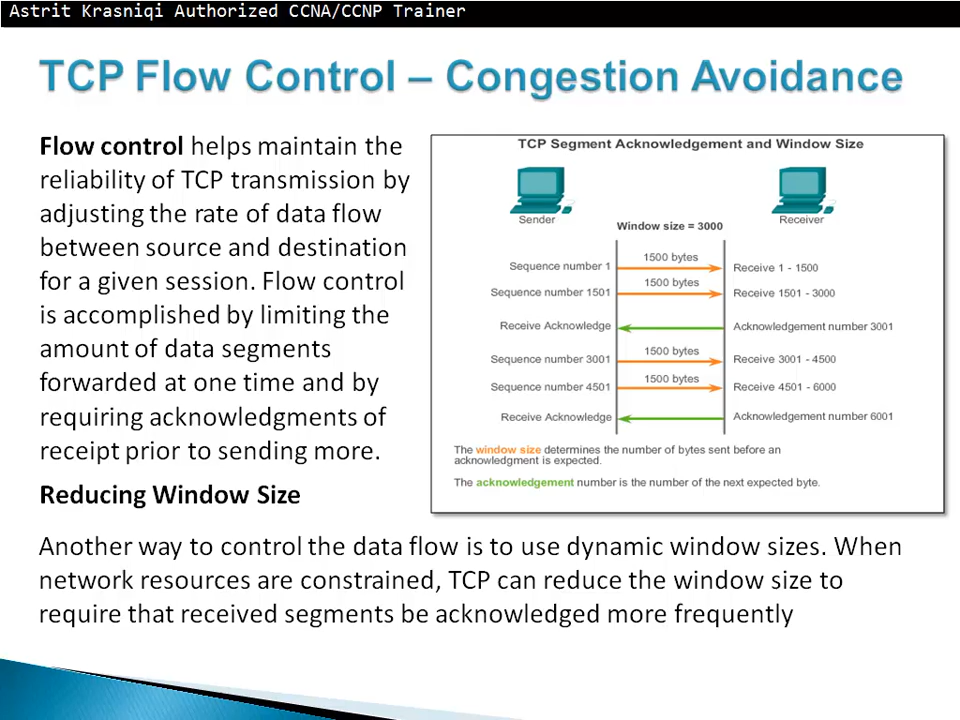 Astrit Krasniqi Authorized CCNA/CCNP Trainer
TCP Flow Control – Congestion Avoidance
Flow control helps maintain the
reliability of TCP transmission by
adjusting the rate of data flow
between source and destination
for a given session. Flow control
is accomplished by limiting the
amount of data segments
forwarded at one time and by
requiring acknowledgments of
receipt prior to sending more.
Reducing Window Size
TCP Segment Acknowledgement and Window Size
Sender
Receiver
Window size = 3000
Sequence number 1
1500 bytes
Receive 1 - 1500
Sequence number 1501
1500 bytes
Receive 1501 - 3000
Receive Acknowledge
Acknowledgement number 3001
Sequence number 3001
1500 bytes
Receive 3001 - 4500
Sequence number 4501
1500 bytes
Receive 4501 - 6000
Receive Acknowledge
Acknowledgement number 6001
The window size determines the number of bytes sent before an
acknowledgment is expected.
The acknowledgement number is the number of the next expected byte.
Another way to control the data flow is to use dynamic window sizes. When
network resources are constrained, TCP can reduce the window size to
require that received segments be acknowledged more frequently